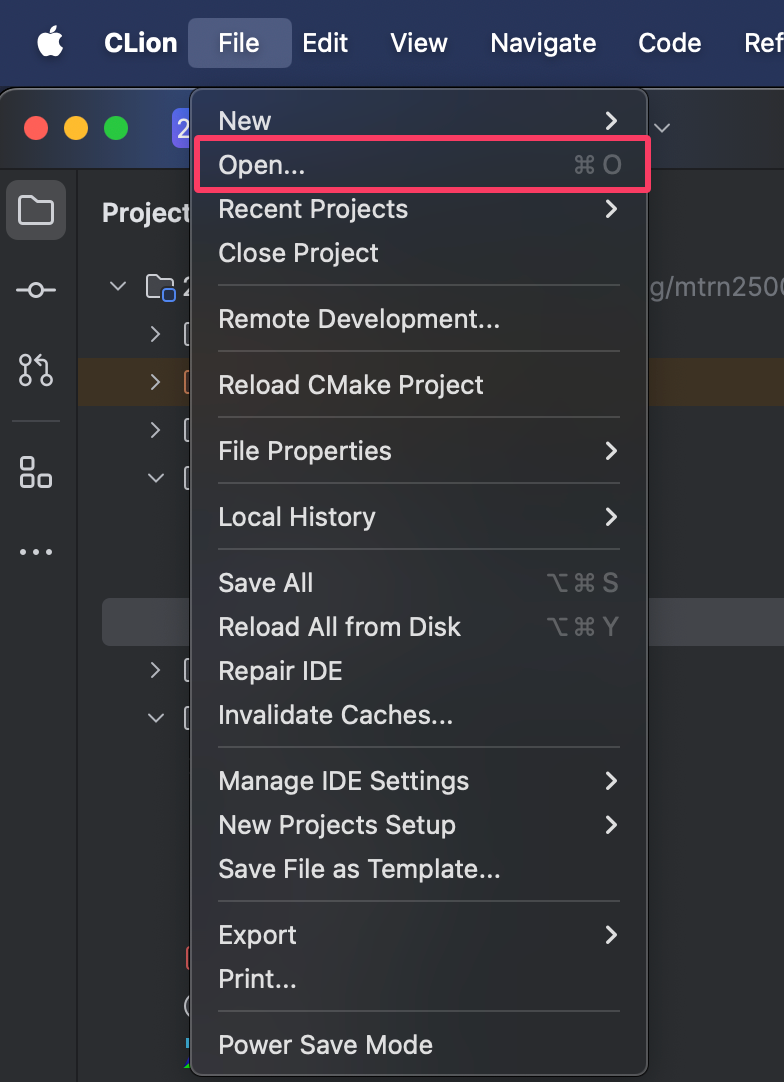 CLion File Edit View Navigate Code Ref
2
New
Open... ⌘ O
Recent Projects
Close Project
Project
2
g/mtrn250
Remote Development...
Reload CMake Project
File Properties
Local History
Save All ⌥ ⌘ S
Reload All from Disk ⌥ ⌘ Y
Repair IDE
Invalidate Caches...
Manage IDE Settings
New Projects Setup
Save File as Template...
Export
Print...
Power Save Mode